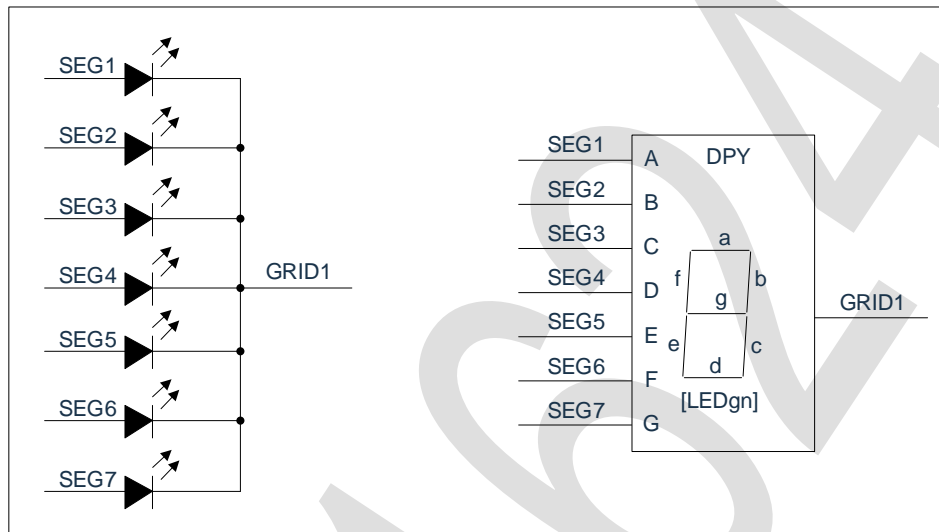 SEG1
SEG2
SEG3
SEG4
SEG5
SEG6
SEG7
GRID1
SEG1
SEG2
SEG3
SEG4
SEG5
SEG6
SEG7
A
B
C
D
E
F
G
DPY
a
f
b
g
e
c
d
[LEDgn]
GRID1